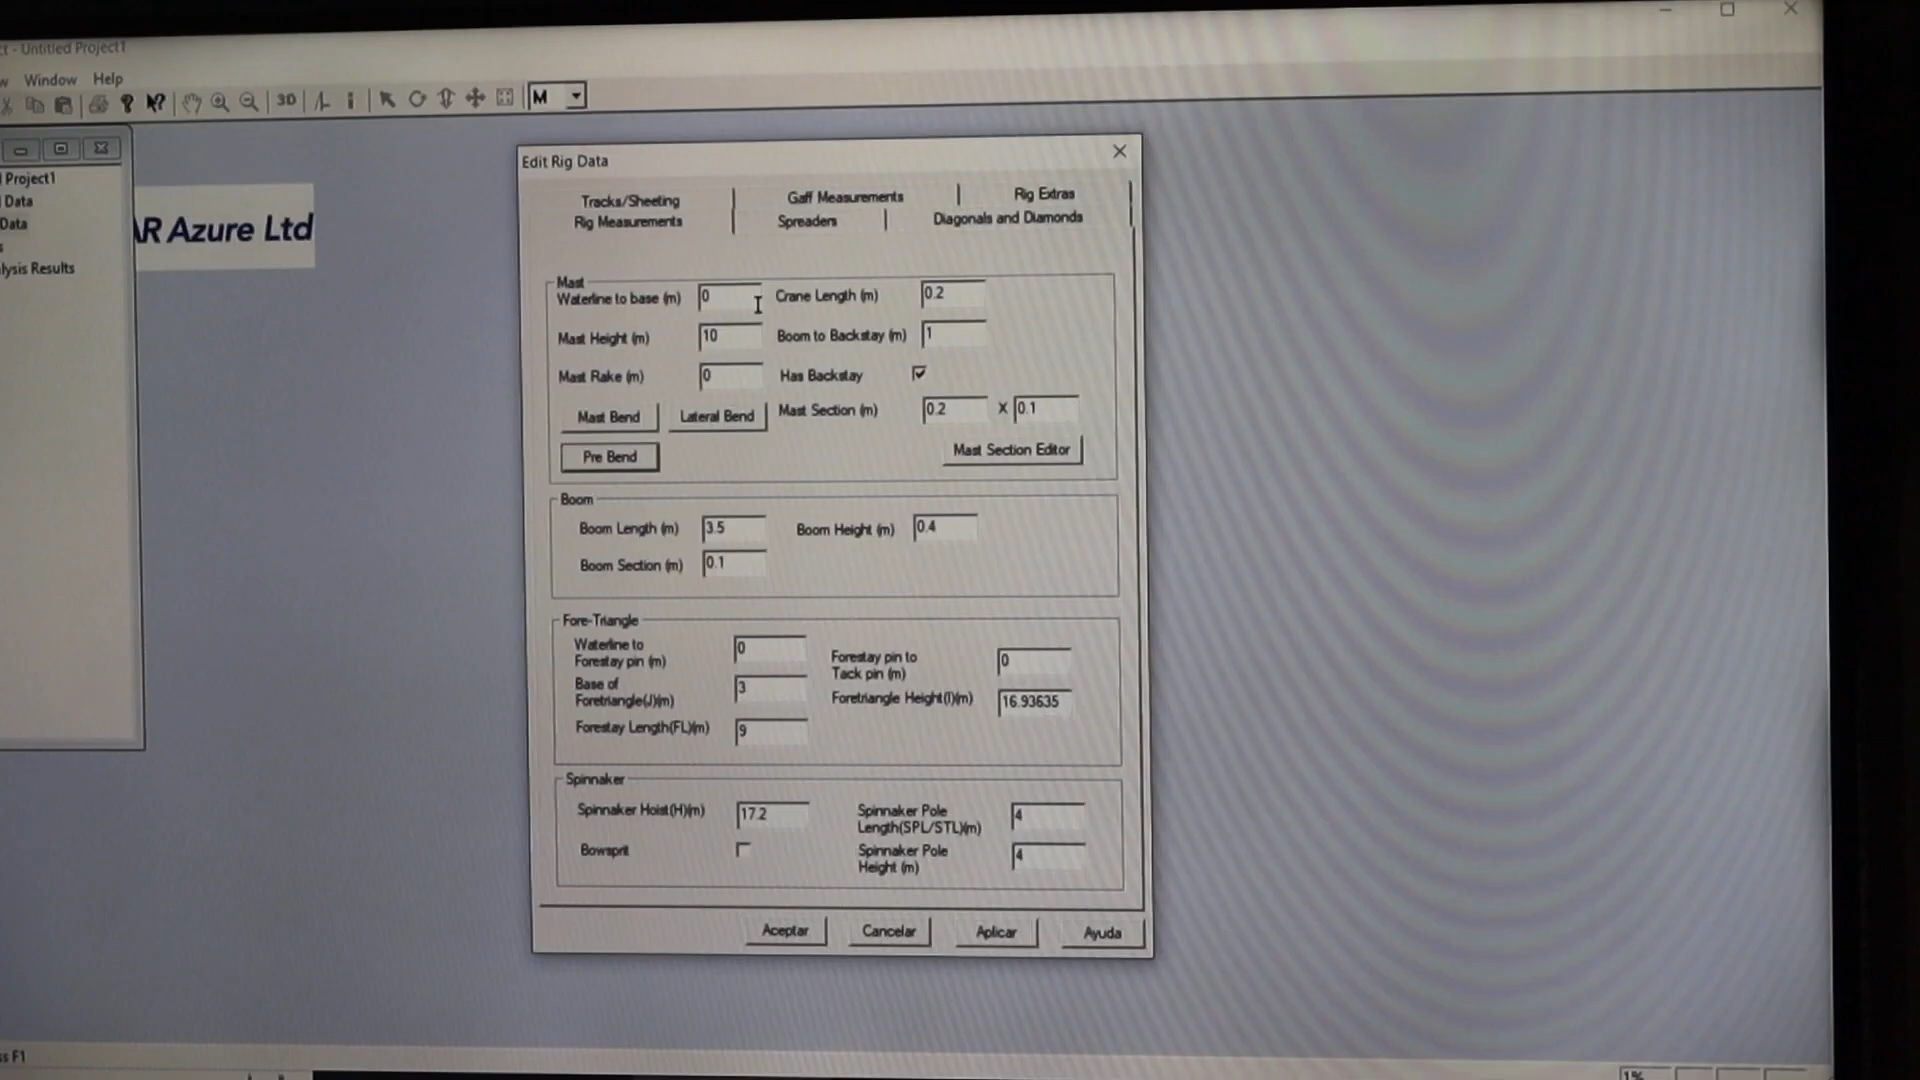 ct - Untitled Project1
w Window Help
3D M
Project1
Data
Data
s
lysis Results
AR Azure Ltd
Edit Rig Data
Tracks/Sheeting Gaff Measurements Rig Extras
Rig Measurements Spreaders Diagonals and Diamonds
Mast
Waterline to base (m) 0 Crane Length (m) 0.2
Mast Height (m) 10 Boom to Backstay (m) 1
Mast Rake (m) 0 Has Backstay
Mast Bend Lateral Bend Mast Section (m) 0.2 X 0.1
Pre Bend Mast Section Editor
Boom
Boom Length (m) 3.5 Boom Height (m) 0.4
Boom Section (m) 0.1
Fore-Triangle
Waterline to
Forestay pin (m) 0
Forestay pin to
Tack pin (m) 0
Base of
Foretriangle(J)(m) 3
Foretriangle Height(I)(m) 16.93635
Forestay Length(FL)(m) 9
Spinnaker
Spinnaker Hoist(H)(m) 17.2
Spinnaker Pole
Length(SPL/STL)(m) 4
Bowsprit
Spinnaker Pole
Height (m) 4
Aceptar Cancelar Aplicar Ayuda
ss F1
1%